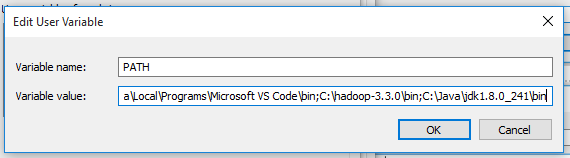 Edit User Variable
Variable name:
PATH
Variable value:
a\Local\Programs\Microsoft VS Code\bin;C:\hadoop-3.3.0\bin;C:\Java\jdk1.8.0_241\bin
OK
Cancel